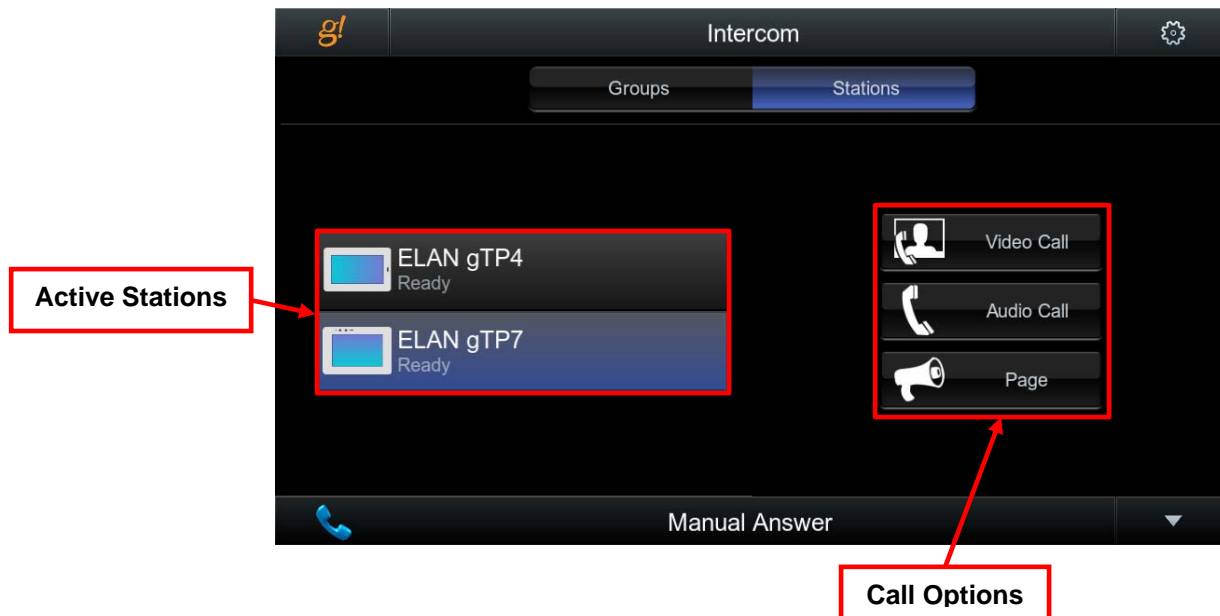 g!
Intercom
Groups
Stations
ELAN gTP4
Ready
Video Call
Active Stations
Audio Call
ELAN gTP7
Ready
Page
Manual Answer
Call Options